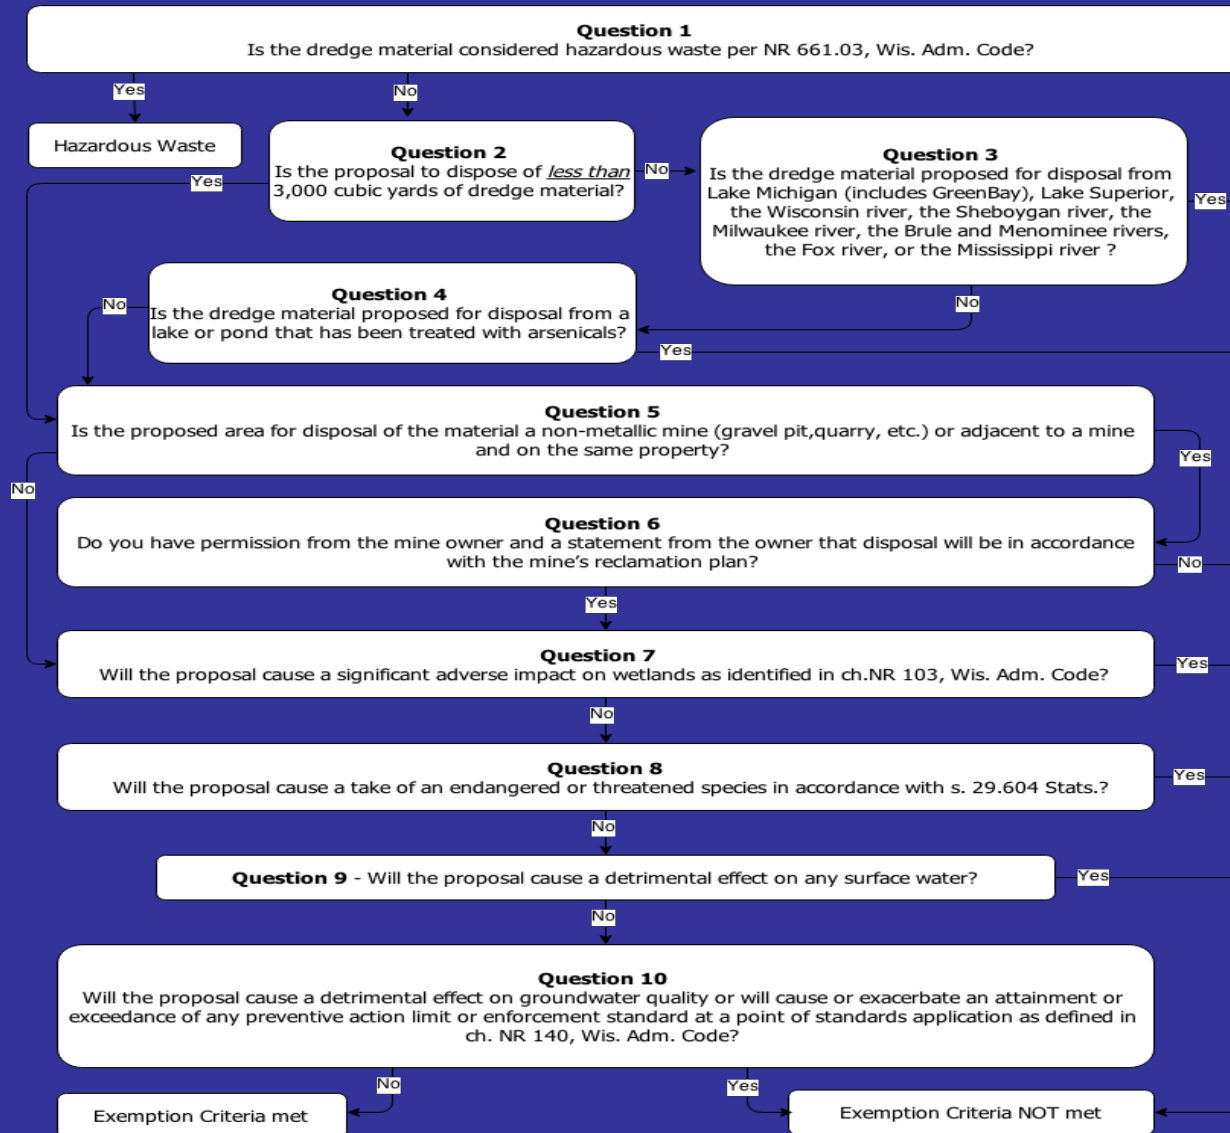 Question 1
Is the dredge material considered hazardous waste per NR 661.03, Wis. Adm. Code?
Yes
No
Hazardous Waste
Question 2
Is the proposal to dispose of less than
3,000 cubic yards of dredge material?
No
Yes
Question 3
Is the dredge material proposed for disposal from
Lake Michigan (includes GreenBay), Lake Superior,
the Wisconsin river, the Sheboygan river, the
Milwaukee river, the Brule and Menominee rivers,
the Fox river, or the Mississippi river ?
Yes
No
Question 4
Is the dredge material proposed for disposal from a
lake or pond that has been treated with arsenicals?
No
Yes
Question 5
Is the proposed area for disposal of the material a non-metallic mine (gravel pit,quarry, etc.) or adjacent to a mine
and on the same property?
Yes
No
Question 6
Do you have permission from the mine owner and a statement from the owner that disposal will be in accordance
with the mine's reclamation plan?
No
Yes
Question 7
Will the proposal cause a significant adverse impact on wetlands as identified in ch.NR 103, Wis. Adm. Code?
Yes
No
Question 8
Will the proposal cause a take of an endangered or threatened species in accordance with s. 29.604 Stats.?
Yes
No
Question 9 - Will the proposal cause a detrimental effect on any surface water?
Yes
No
Question 10
Will the proposal cause a detrimental effect on groundwater quality or will cause or exacerbate an attainment or
exceedance of any preventive action limit or enforcement standard at a point of standards application as defined in
ch. NR 140, Wis. Adm. Code?
No
Yes
Exemption Criteria met
Exemption Criteria NOT met